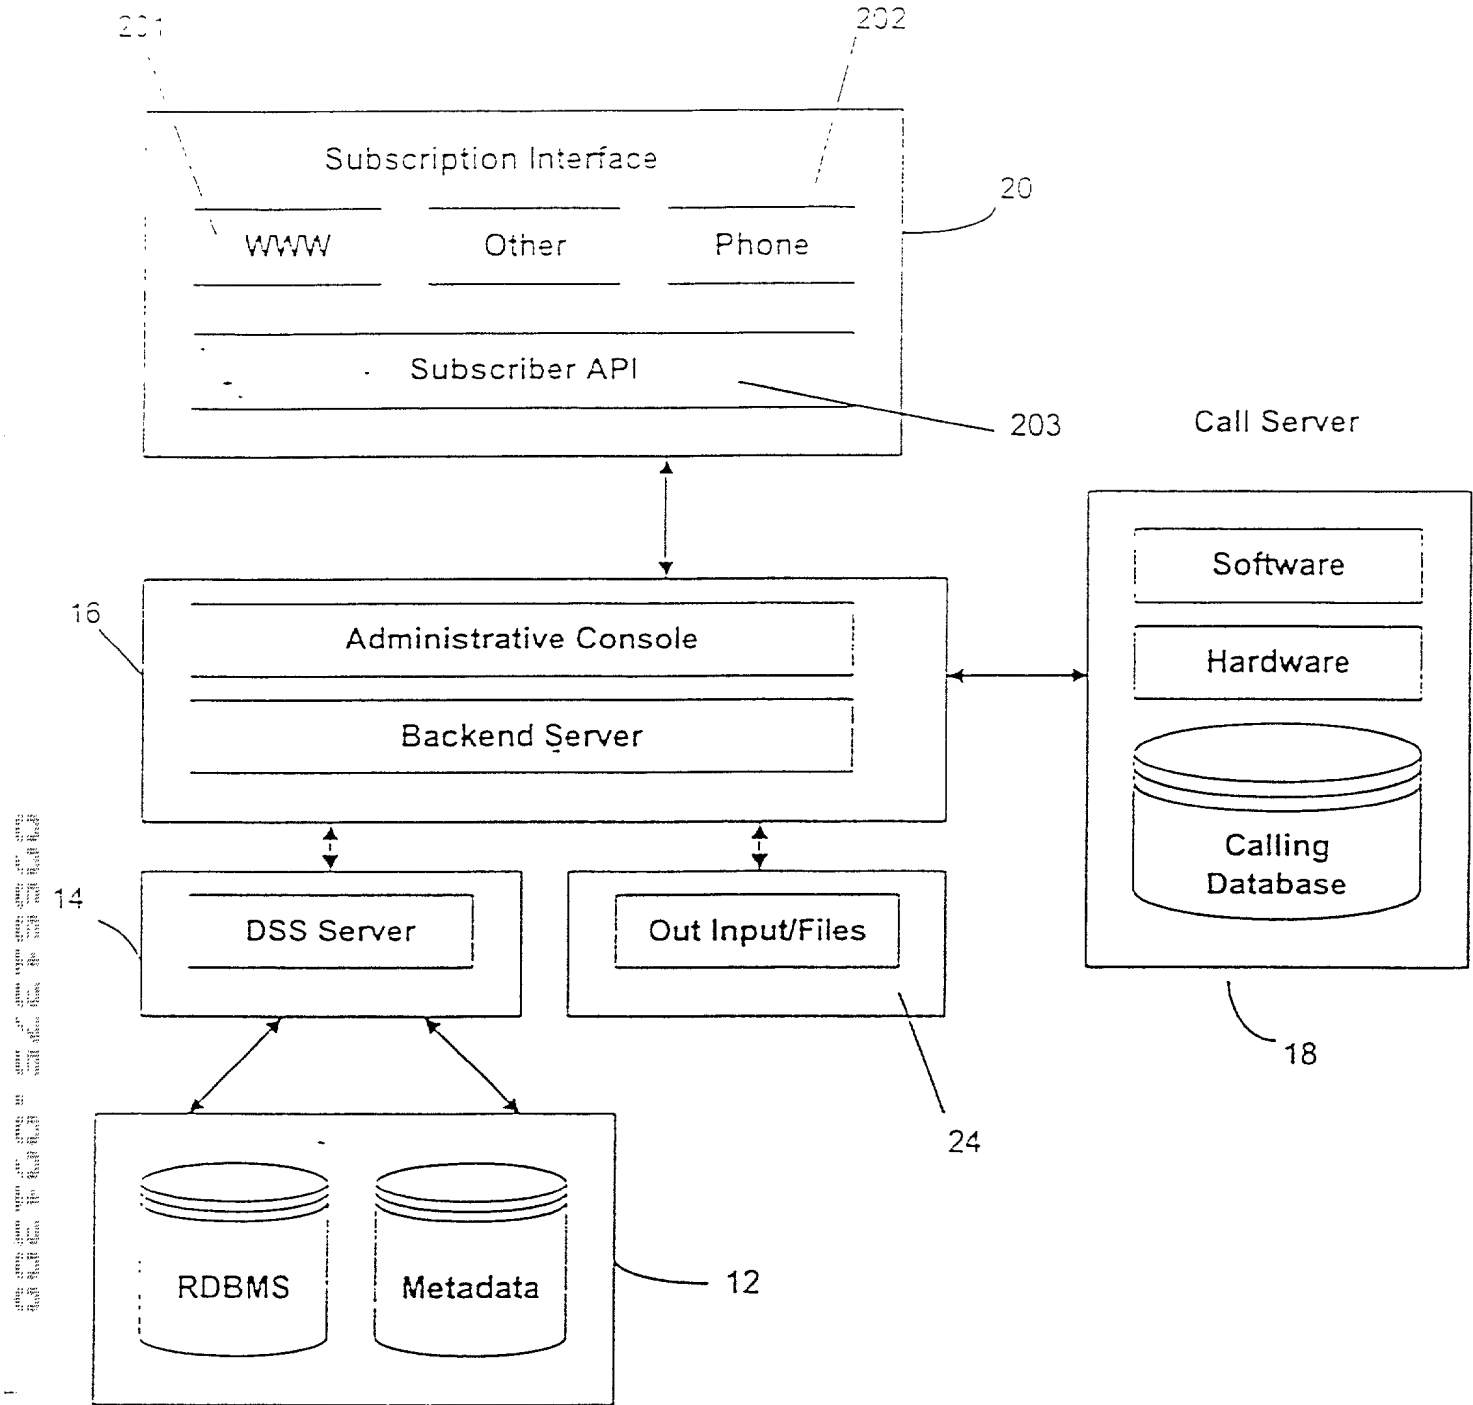 201
202
Subscription Interface
20
WWW
Other
Phone
Subscriber API
203
Call Server
Software
16
Administrative Console
Hardware
Backend Server
Calling
Database
14
DSS Server
Out Input/Files
18
24
RDBMS
Metadata
12